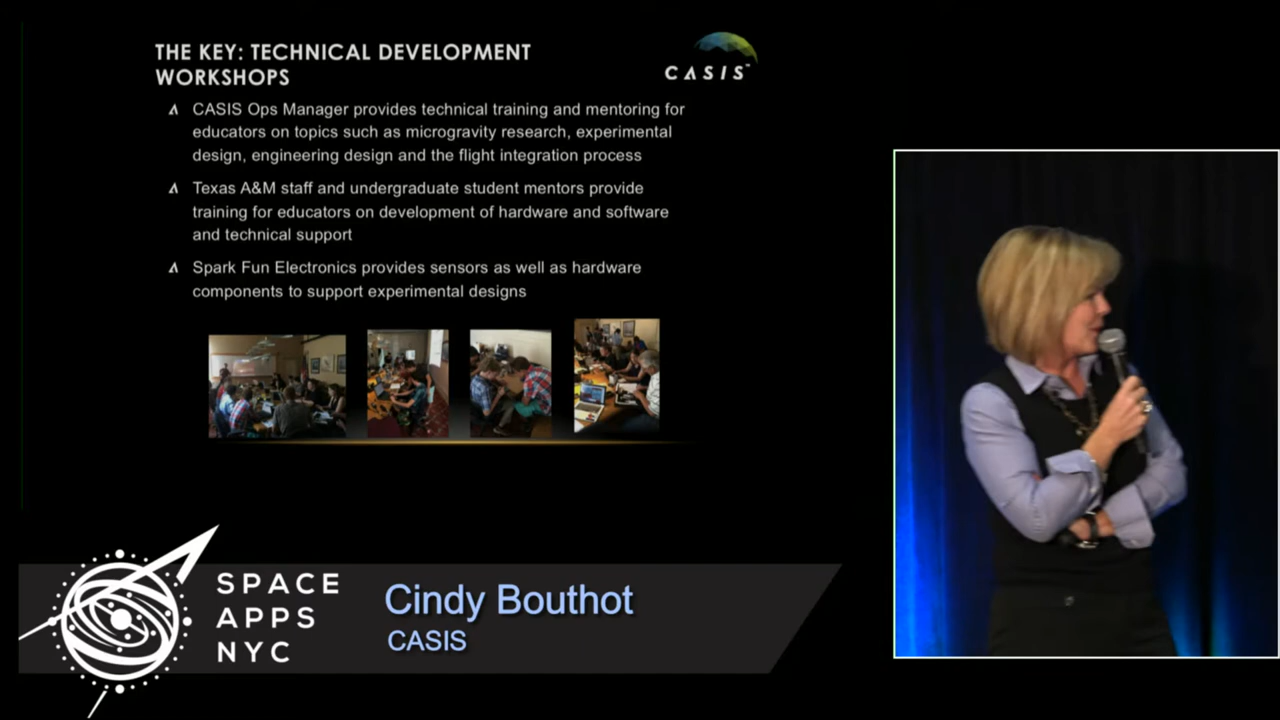 THE KEY: TECHNICAL DEVELOPMENT
WORKSHOPS
CASIS™
CASIS Ops Manager provides technical training and mentoring for
educators on topics such as microgravity research, experimental
design, engineering design and the flight integration process
Texas A&M staff and undergraduate student mentors provide
training for educators on development of hardware and software
and technical support
Spark Fun Electronics provides sensors as well as hardware
components to support experimental designs
SPACE
APPS
NYC
Cindy Bouthot
CASIS